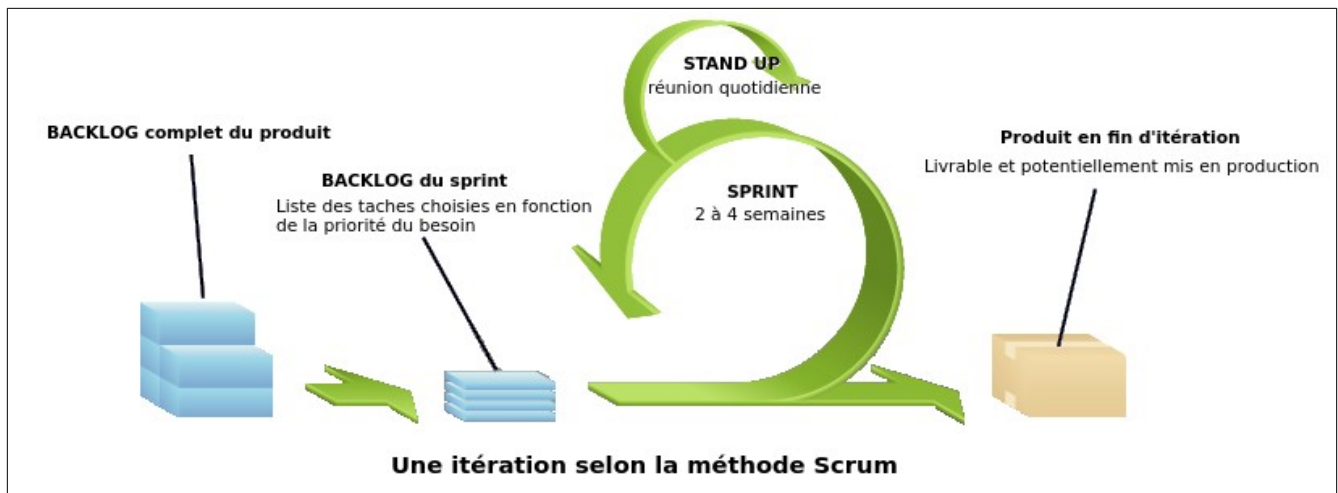 STAND UP
réunion quotidienne
BACKLOG complet du produit
BACKLOG du sprint
Liste des taches choisies en fonction
de la priorité du besoin
SPRINT
2 à 4 semaines
Produit en fin d'itération
Livrable et potentiellement mis en production
Une itération selon la méthode Scrum